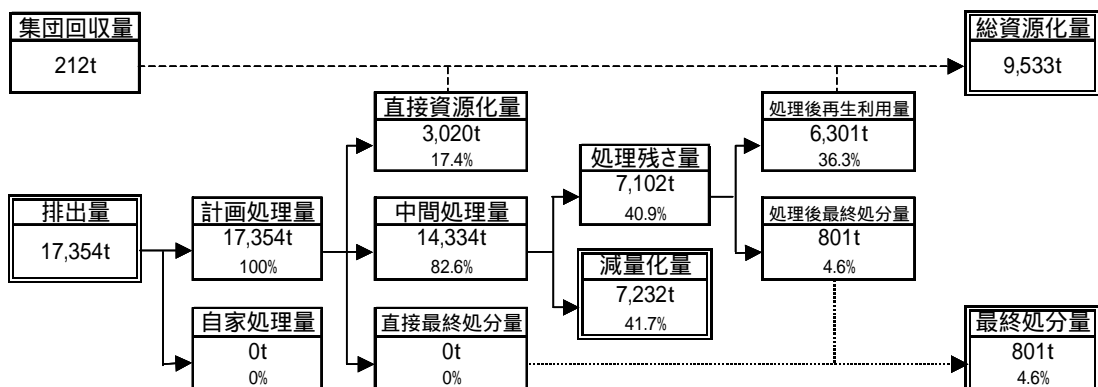 集団回収量
212t
総資源化量
9,533t
直接資源化量
3,020t
17.4%
処理後再生利用量
6,301t
36.3%
処理残さ量
7,102t
40.9%
排出量
17,354t
計画処理量
17,354t
100%
中間処理量
14,334t
82.6%
処理後最終処分量
801t
4.6%
減量化量
7,232t
41.7%
自家処理量
0t
0%
直接最終処分量
0t
0%
最終処分量
801t
4.6%